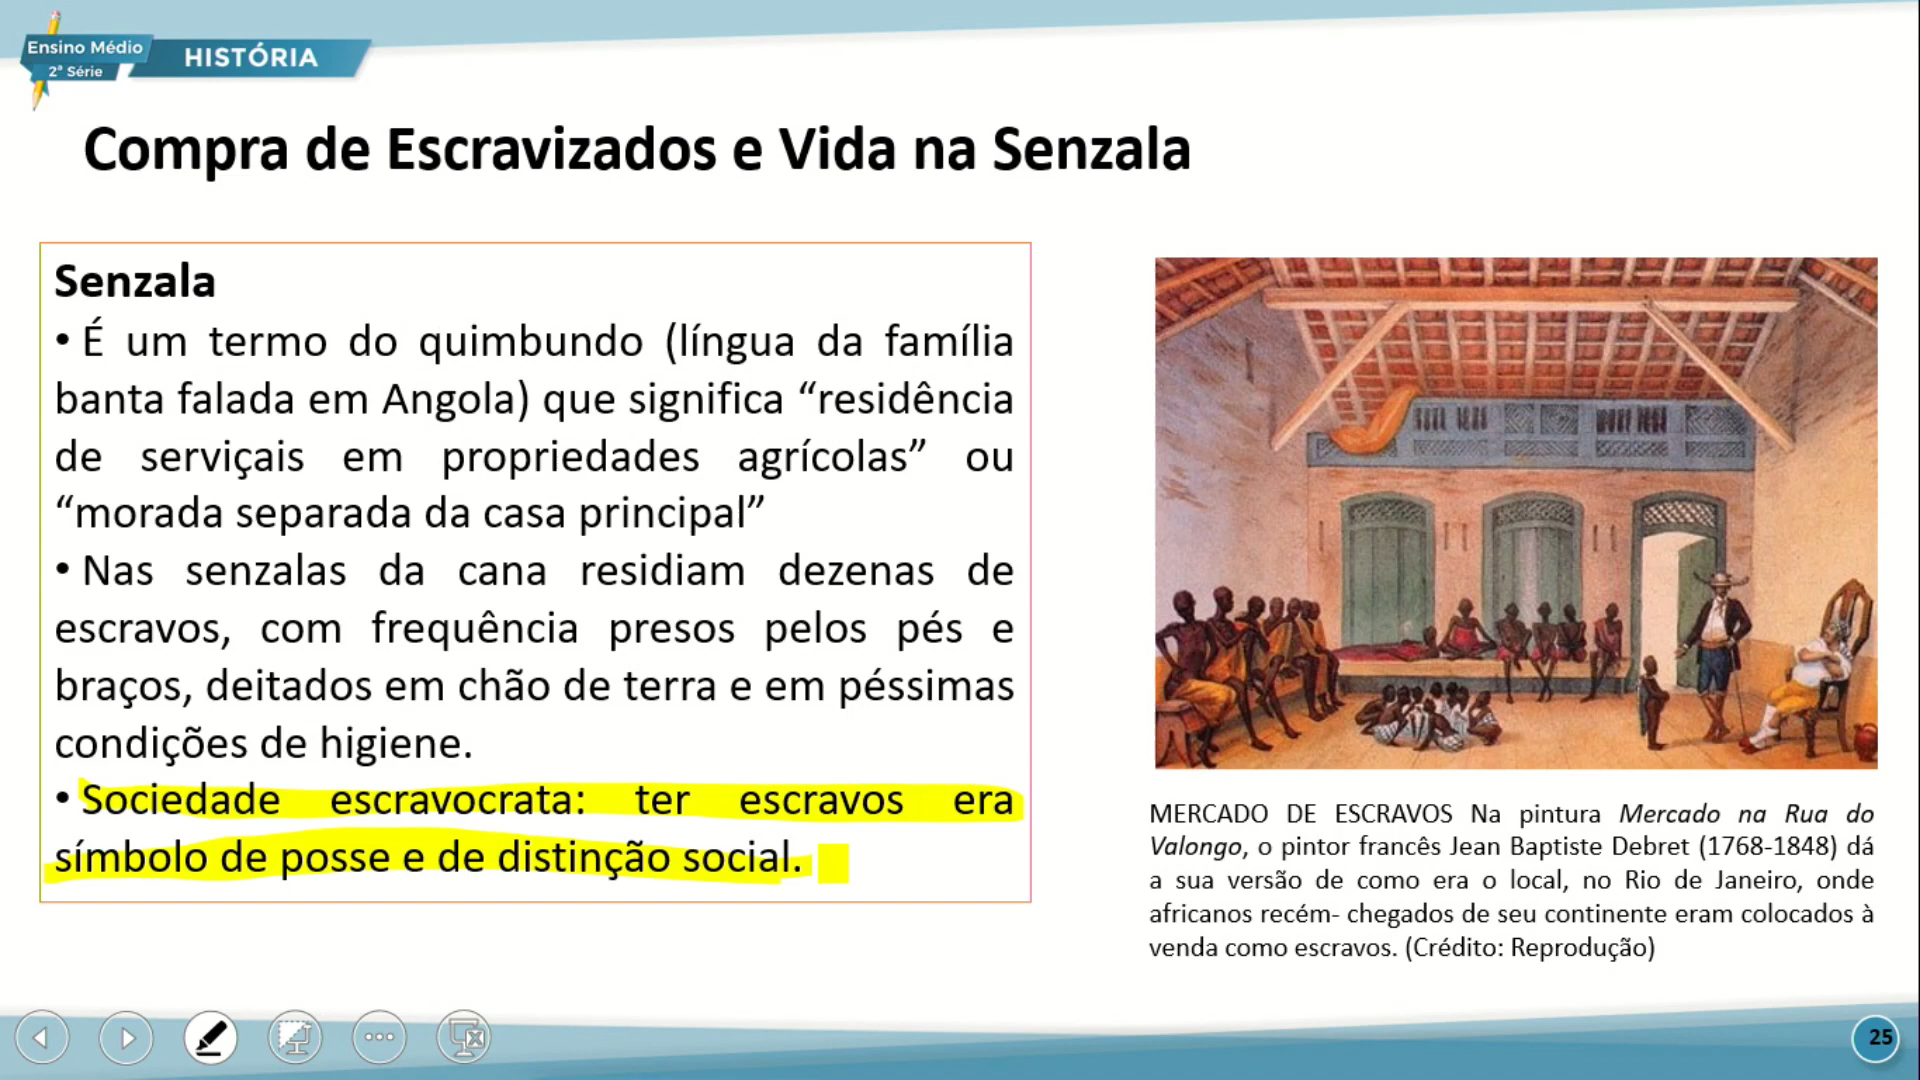 Ensino Médio
2ª Série
HISTÓRIA
Compra de Escravizados e Vida na Senzala
Senzala
• É um termo do quimbundo (língua da família
banta falada em Angola) que significa “residência
de serviçais em propriedades agrícolas” ou
“morada separada da casa principal”
• Nas senzalas da cana residiam dezenas de
escravos, com frequência presos pelos pés e
braços, deitados em chão de terra e em péssimas
condições de higiene.
• Sociedade escravocrata: ter escravos era
símbolo de posse e de distinção social.
MERCADO DE ESCRAVOS Na pintura Mercado na Rua do
Valongo, o pintor francês Jean Baptiste Debret (1768-1848) dá
a sua versão de como era o local, no Rio de Janeiro, onde
africanos recém- chegados de seu continente eram colocados à
venda como escravos. (Crédito: Reprodução)
25